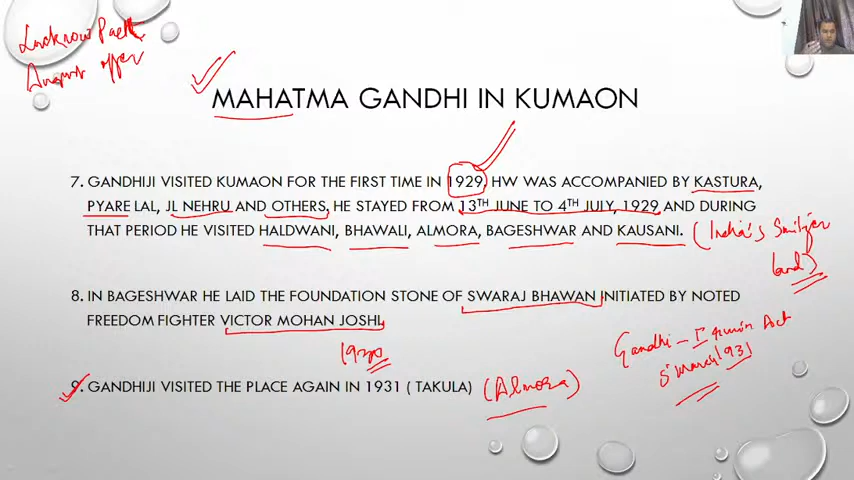 Lucknow Pact
August offer
MAHATMA GANDHI IN KUMAON
7. GANDHIJI VISITED KUMAON FOR THE FIRST TIME IN 1929. HW WAS ACCOMPANIED BY KASTURA,
PYARE LAL, JL NEHRU AND OTHERS. HE STAYED FROM 13TH JUNE TO 4TH JULY, 1929 AND DURING
THAT PERIOD HE VISITED HALDWANI, BHAWALI, ALMORA, BAGESHWAR AND KAUSANI. (India's Switzer
land)
8. IN BAGESHWAR HE LAID THE FOUNDATION STONE OF SWARAJ BHAWAN INITIATED BY NOTED
FREEDOM FIGHTER VICTOR MOHAN JOSHI.
Gandhi - Irwin Pact
5 March 1931
9. GANDHIJI VISITED THE PLACE AGAIN IN 1931 ( TAKULA) (Almora)